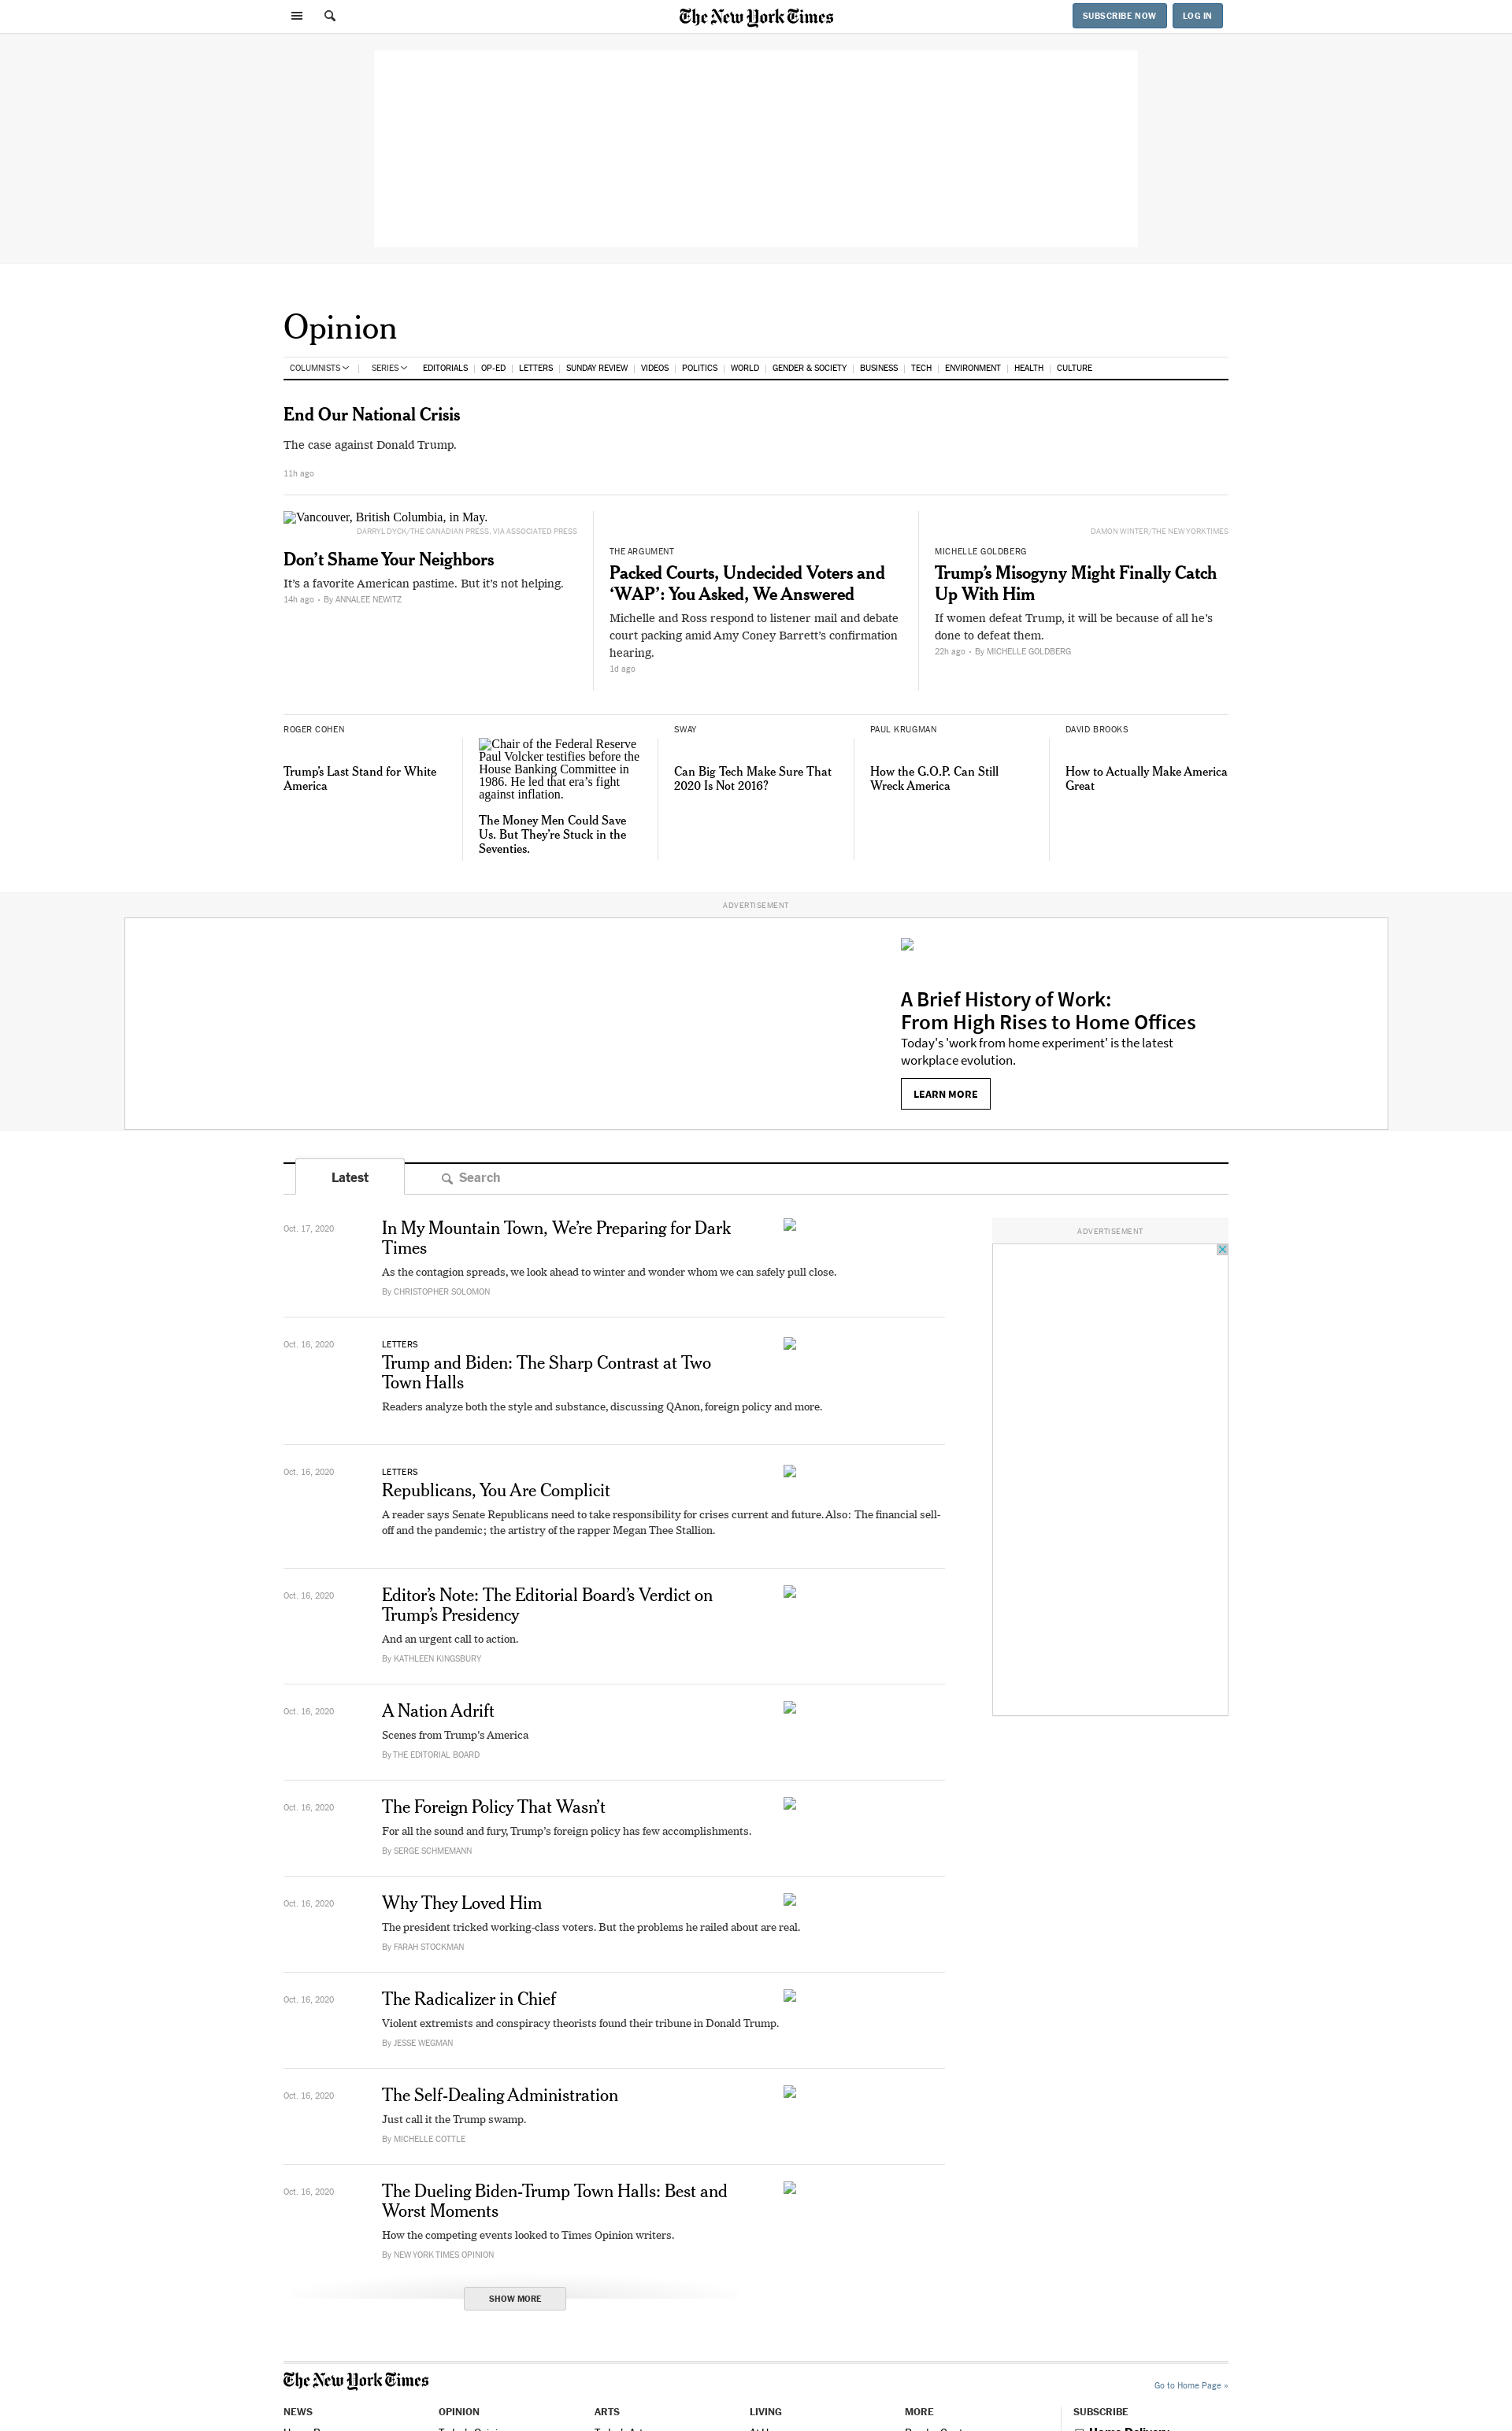 The New York Times
SUBSCRIBE NOW
LOG IN
Opinion
COLUMNISTS
SERIES
EDITORIALS
OP-ED
LETTERS
SUNDAY REVIEW
VIDEOS
POLITICS
WORLD
GENDER & SOCIETY
BUSINESS
TECH
ENVIRONMENT
HEALTH
CULTURE
End Our National Crisis
The case against Donald Trump.
11h ago
Vancouver, British Columbia, in May.
DARRYL DYCK/THE CANADIAN PRESS, VIA ASSOCIATED PRESS
Don’t Shame Your Neighbors
It’s a favorite American pastime. But it’s not helping.
14h ago • By ANNALEE NEWITZ
THE ARGUMENT
Packed Courts, Undecided Voters and
‘WAP’: You Asked, We Answered
Michelle and Ross respond to listener mail and debate
court packing amid Amy Coney Barrett’s confirmation
hearing.
1d ago
DAMON WINTER/THE NEW YORK TIMES
MICHELLE GOLDBERG
Trump’s Misogyny Might Finally Catch
Up With Him
If women defeat Trump, it will be because of all he’s
done to defeat them.
22h ago • By MICHELLE GOLDBERG
ROGER COHEN
Trump’s Last Stand for White
America
Chair of the Federal Reserve
Paul Volcker testifies before the
House Banking Committee in
1986. He led that era’s fight
against inflation.
The Money Men Could Save
Us. But They’re Stuck in the
Seventies.
SWAY
Can Big Tech Make Sure That
2020 Is Not 2016?
PAUL KRUGMAN
How the G.O.P. Can Still
Wreck America
DAVID BROOKS
How to Actually Make America
Great
ADVERTISEMENT
A Brief History of Work:
From High Rises to Home Offices
Today's 'work from home experiment' is the latest
workplace evolution.
LEARN MORE
Latest
Search
ADVERTISEMENT
Oct. 17, 2020
In My Mountain Town, We’re Preparing for Dark
Times
As the contagion spreads, we look ahead to winter and wonder whom we can safely pull close.
By CHRISTOPHER SOLOMON
Oct. 16, 2020
LETTERS
Trump and Biden: The Sharp Contrast at Two
Town Halls
Readers analyze both the style and substance, discussing QAnon, foreign policy and more.
Oct. 16, 2020
LETTERS
Republicans, You Are Complicit
A reader says Senate Republicans need to take responsibility for crises current and future. Also: The financial sell-
off and the pandemic; the artistry of the rapper Megan Thee Stallion.
Oct. 16, 2020
Editor’s Note: The Editorial Board’s Verdict on
Trump’s Presidency
And an urgent call to action.
By KATHLEEN KINGSBURY
Oct. 16, 2020
A Nation Adrift
Scenes from Trump’s America
By THE EDITORIAL BOARD
Oct. 16, 2020
The Foreign Policy That Wasn’t
For all the sound and fury, Trump’s foreign policy has few accomplishments.
By SERGE SCHMEMANN
Oct. 16, 2020
Why They Loved Him
The president tricked working-class voters. But the problems he railed about are real.
By FARAH STOCKMAN
Oct. 16, 2020
The Radicalizer in Chief
Violent extremists and conspiracy theorists found their tribune in Donald Trump.
By JESSE WEGMAN
Oct. 16, 2020
The Self-Dealing Administration
Just call it the Trump swamp.
By MICHELLE COTTLE
Oct. 16, 2020
The Dueling Biden-Trump Town Halls: Best and
Worst Moments
How the competing events looked to Times Opinion writers.
By NEW YORK TIMES OPINION
SHOW MORE
The New York Times
Go to Home Page »
NEWS
OPINION
ARTS
LIVING
MORE
SUBSCRIBE
Home Delivery